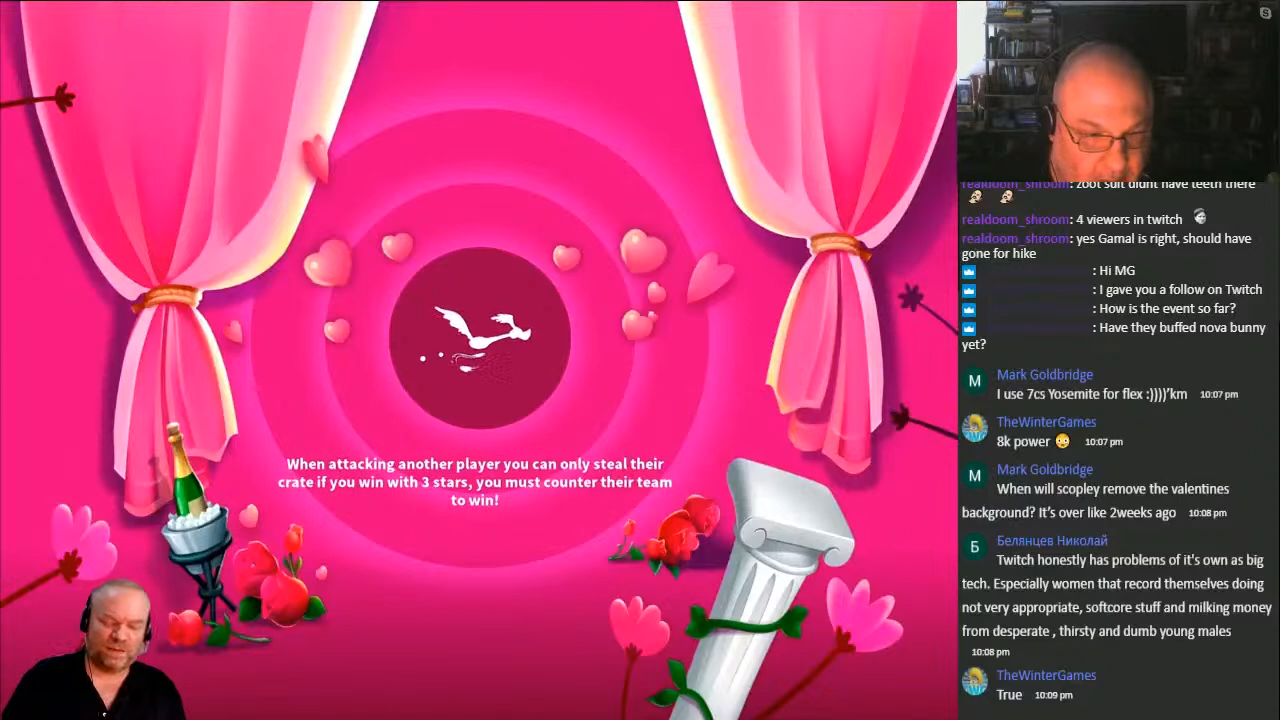 When attacking another player you can only steal their
crate if you win with 3 stars, you must counter their team
to win!
realdoom_shroom: zoot suit didnt have teeth there
realdoom_shroom: 4 viewers in twitch
realdoom_shroom: yes Gamal is right, should have
gone for hike
: Hi MG
: I gave you a follow on Twitch
: How is the event so far?
: Have they buffed nova bunny
yet?
M Mark Goldbridge
I use 7cs Yosemite for flex :))))’km 10:07 pm
TheWinterGames
8k power 😳 10:07 pm
M Mark Goldbridge
When will scopley remove the valentines
background? It’s over like 2weeks ago 10:08 pm
Б Белянцев Николай
Twitch honestly has problems of it's own as big
tech. Especially women that record themselves doing
not very appropriate, softcore stuff and milking money
from desperate , thirsty and dumb young males
10:08 pm
TheWinterGames
True 10:09 pm